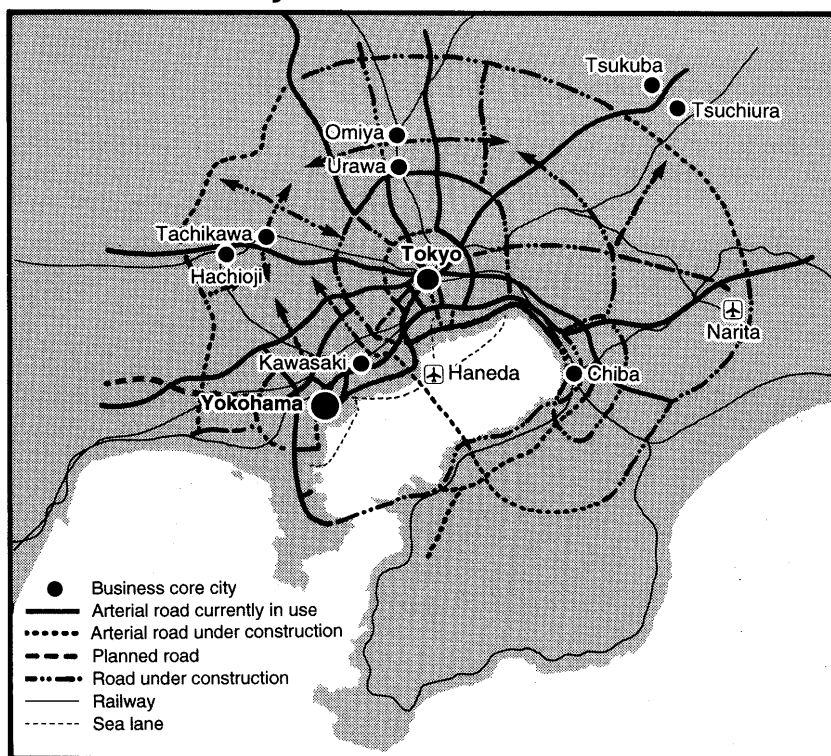 Tsukuba
Tsuchiura
Omiya
Urawa
Tachikawa
Tokyo
Hachioji
Narita
Kawasaki
Haneda
Chiba
Yokohama
Business core city
Arterial road currently in use
Arterial road under construction
Planned road
Road under construction
Railway
Sea lane